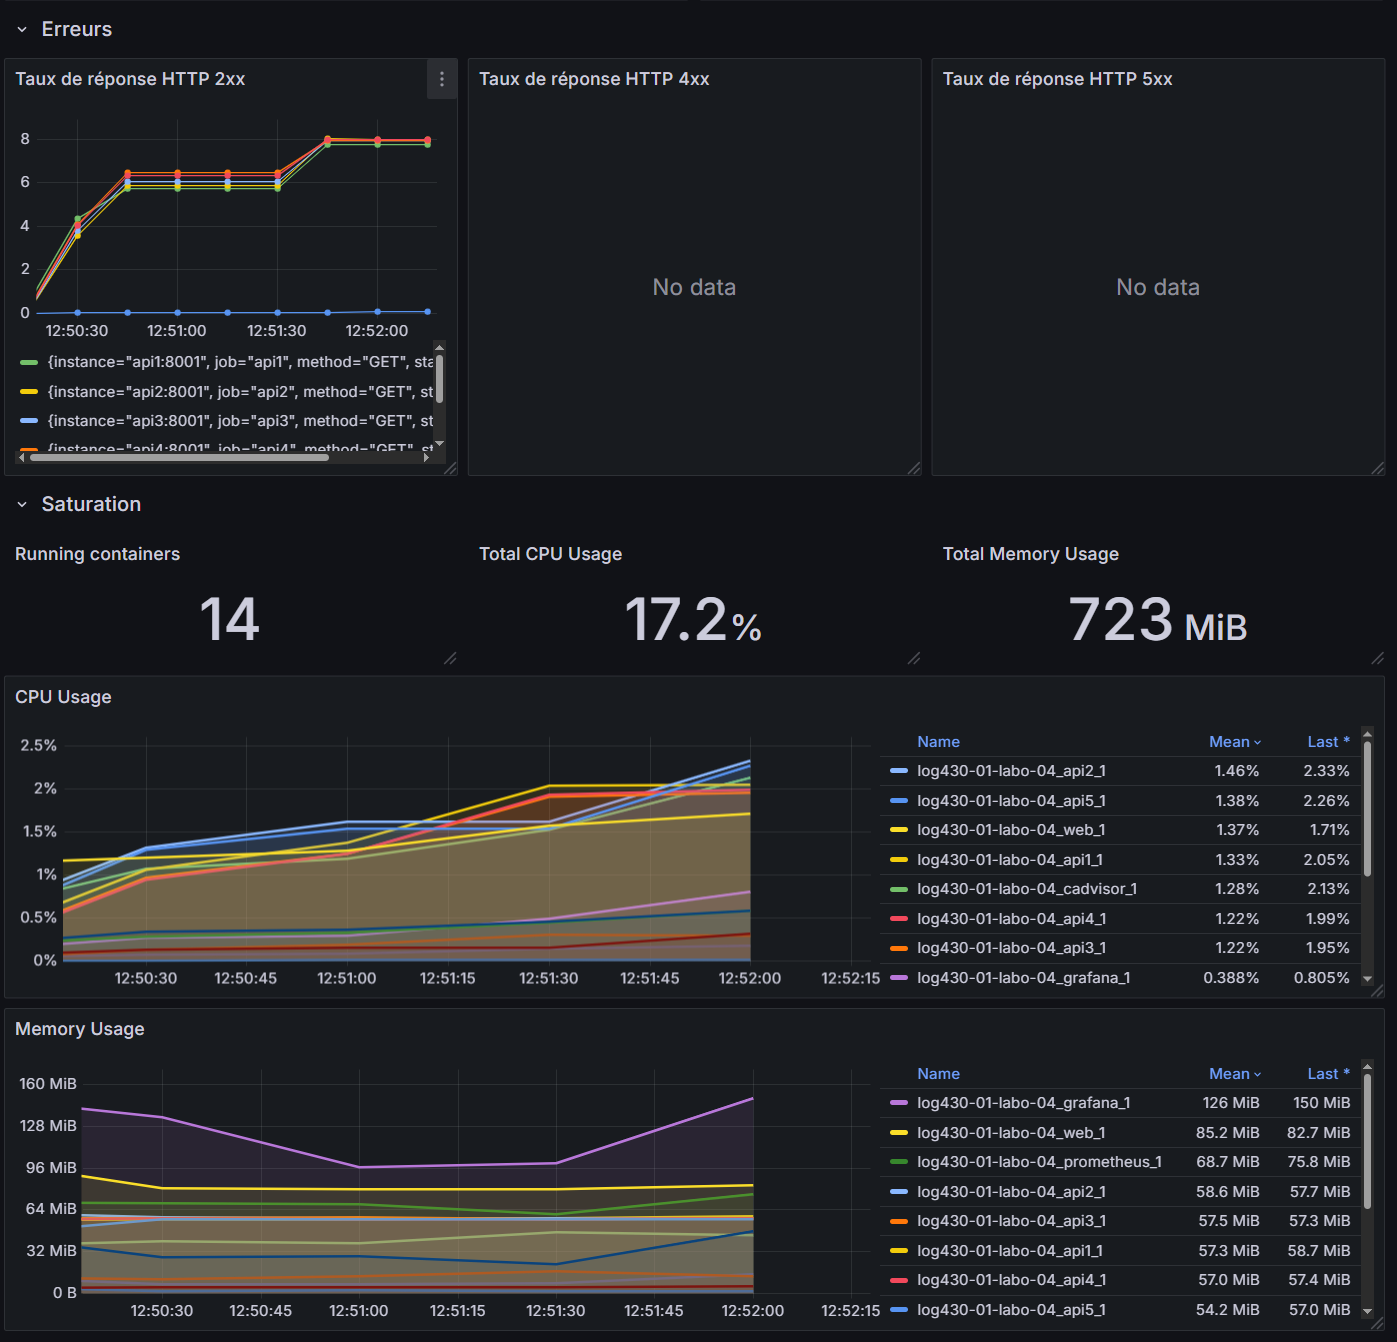 Erreurs
Taux de réponse HTTP 2xx
8
6
4
2
0
12:50:30 12:51:00 12:51:30 12:52:00
{instance="api1:8001", job="api1", method="GET", sta
{instance="api2:8001", job="api2", method="GET", st
{instance="api3:8001", job="api3", method="GET", st
{instance="api4:8001", job="api4", method="GET", st
Taux de réponse HTTP 4xx
No data
Taux de réponse HTTP 5xx
No data
Saturation
Running containers
14
Total CPU Usage
17.2%
Total Memory Usage
723 MiB
CPU Usage
2.5%
2%
1.5%
1%
0.5%
0%
12:50:30 12:50:45 12:51:00 12:51:15 12:51:30 12:51:45 12:52:00 12:52:15
Name Mean Last *
log430-01-labo-04_api2_1 1.46% 2.33%
log430-01-labo-04_api5_1 1.38% 2.26%
log430-01-labo-04_web_1 1.37% 1.71%
log430-01-labo-04_api1_1 1.33% 2.05%
log430-01-labo-04_cadvisor_1 1.28% 2.13%
log430-01-labo-04_api4_1 1.22% 1.99%
log430-01-labo-04_api3_1 1.22% 1.95%
log430-01-labo-04_grafana_1 0.388% 0.805%
Memory Usage
160 MiB
128 MiB
96 MiB
64 MiB
32 MiB
0 B
12:50:30 12:50:45 12:51:00 12:51:15 12:51:30 12:51:45 12:52:00 12:52:15
Name Mean Last *
log430-01-labo-04_grafana_1 126 MiB 150 MiB
log430-01-labo-04_web_1 85.2 MiB 82.7 MiB
log430-01-labo-04_prometheus_1 68.7 MiB 75.8 MiB
log430-01-labo-04_api2_1 58.6 MiB 57.7 MiB
log430-01-labo-04_api3_1 57.5 MiB 57.3 MiB
log430-01-labo-04_api1_1 57.3 MiB 58.7 MiB
log430-01-labo-04_api4_1 57.0 MiB 57.4 MiB
log430-01-labo-04_api5_1 54.2 MiB 57.0 MiB